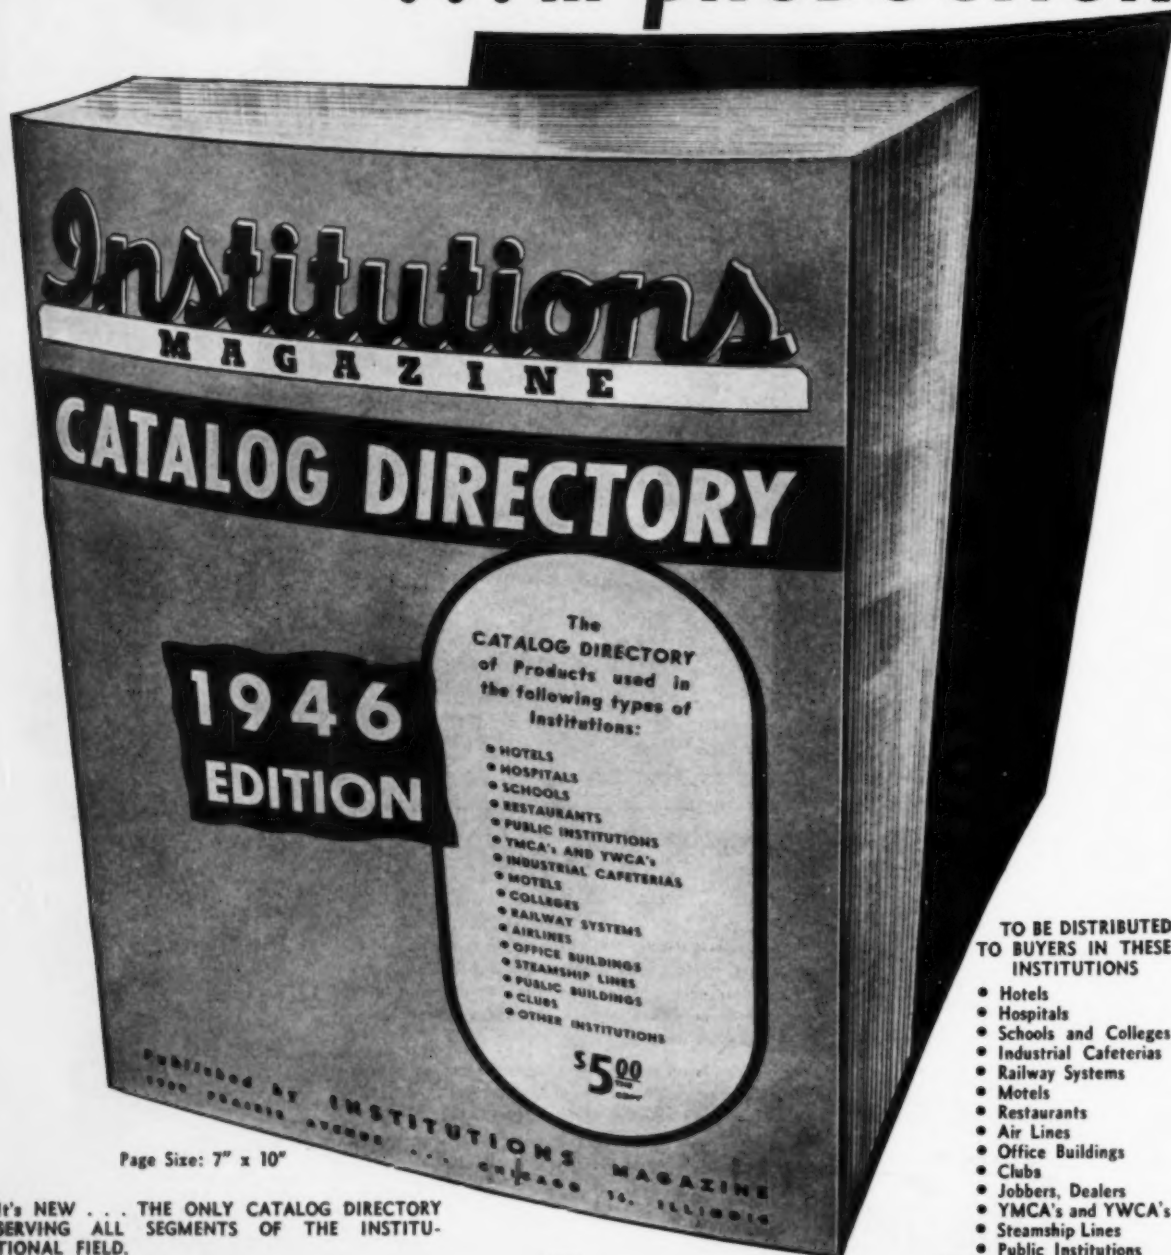 Institutions
MAGAZINE
CATALOG DIRECTORY
1946
EDITION
The
CATALOG DIRECTORY
of Products used in
the following types of
Institutions:
• HOTELS
• HOSPITALS
• SCHOOLS
• RESTAURANTS
• PUBLIC INSTITUTIONS
• YMCA's AND YWCA's
• INDUSTRIAL CAFETERIAS
• MOTELS
• COLLEGES
• RAILWAY SYSTEMS
• AIRLINES
• OFFICE BUILDINGS
• STEAMSHIP LINES
• PUBLIC BUILDINGS
• CLUBS
• OTHER INSTITUTIONS
$5.00
Published by INSTITUTIONS MAGAZINE
1900 PRAIRIE AVENUE . . . CHICAGO 16, ILLINOIS
Page Size: 7" x 10"
It's NEW . . . THE ONLY CATALOG DIRECTORY
SERVING ALL SEGMENTS OF THE INSTITU-
TIONAL FIELD.
TO BE DISTRIBUTED
TO BUYERS IN THESE
INSTITUTIONS
• Hotels
• Hospitals
• Schools and Colleges
• Industrial Cafeterias
• Railway Systems
• Motels
• Restaurants
• Air Lines
• Office Buildings
• Clubs
• Jobbers, Dealers
• YMCA's and YWCA's
• Steamship Lines
• Public Institutions